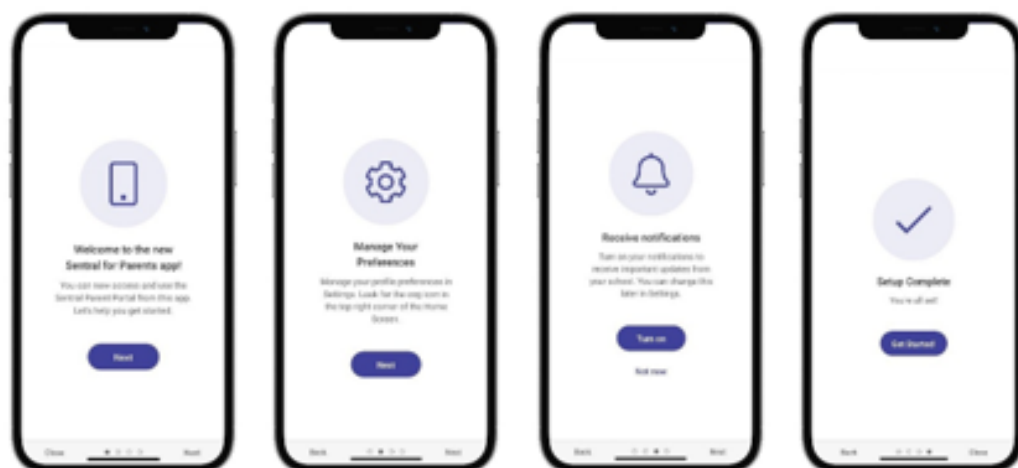 Welcome to the new
Sentral for Parents app!
You can now access and use the
Sentral Parent Portal from this app.
Let's help you get started.
Next
Close
Next
Manage Your
Preferences
Manage your profile preferences in
Settings. Look for the cog icon in
the top right corner of the Home
Screen.
Next
Back
Next
Receive notifications
Turn on your notifications to
receive important updates from
your school. You can change this
later in Settings.
Turn on
Not now
Back
Next
Setup Complete
You're all set!
Get Started
Back
Close